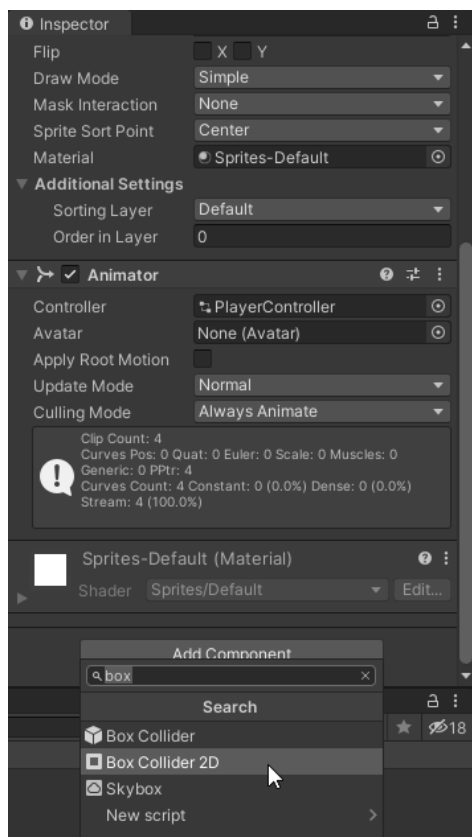 Inspector
Flip X Y
Draw Mode Simple
Mask Interaction None
Sprite Sort Point Center
Material Sprites-Default
Additional Settings
Sorting Layer Default
Order in Layer 0
Animator
Controller PlayerController
Avatar None (Avatar)
Apply Root Motion
Update Mode Normal
Culling Mode Always Animate
Clip Count: 4
Curves Pos: 0 Quat: 0 Euler: 0 Scale: 0 Muscles: 0
Generic: 0 PPtr: 4
Curves Count: 4 Constant: 0 (0.0%) Dense: 0 (0.0%)
Stream: 4 (100.0%)
Sprites-Default (Material)
Shader Sprites/Default Edit...
Add Component
box
Search
18
Box Collider
Box Collider 2D
Skybox
New script